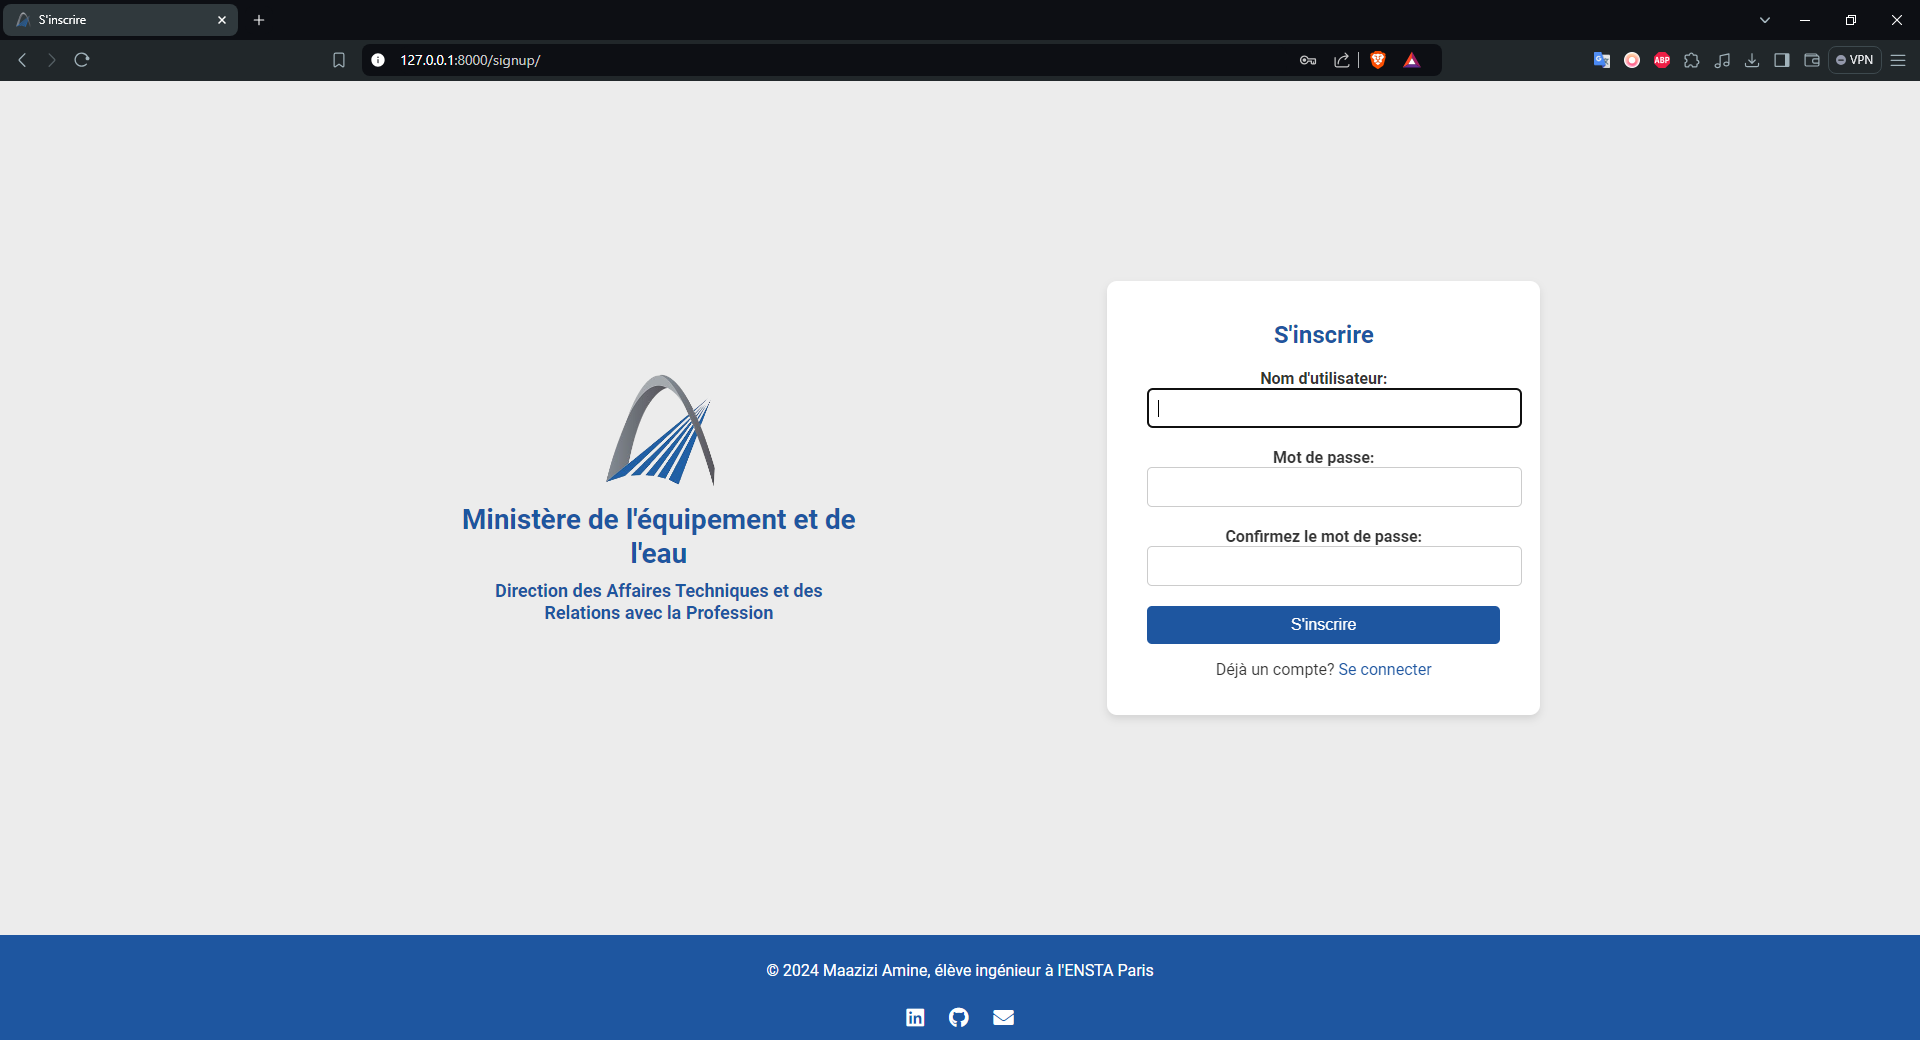 S'inscrire
127.0.0.1:8000/signup/
ABP
VPN
Ministère de l'équipement et de
l'eau
Direction des Affaires Techniques et des
Relations avec la Profession
S'inscrire
Nom d'utilisateur:
Mot de passe:
Confirmez le mot de passe:
S'inscrire
Déjà un compte? Se connecter
© 2024 Maazizi Amine, élève ingénieur à l'ENSTA Paris
in